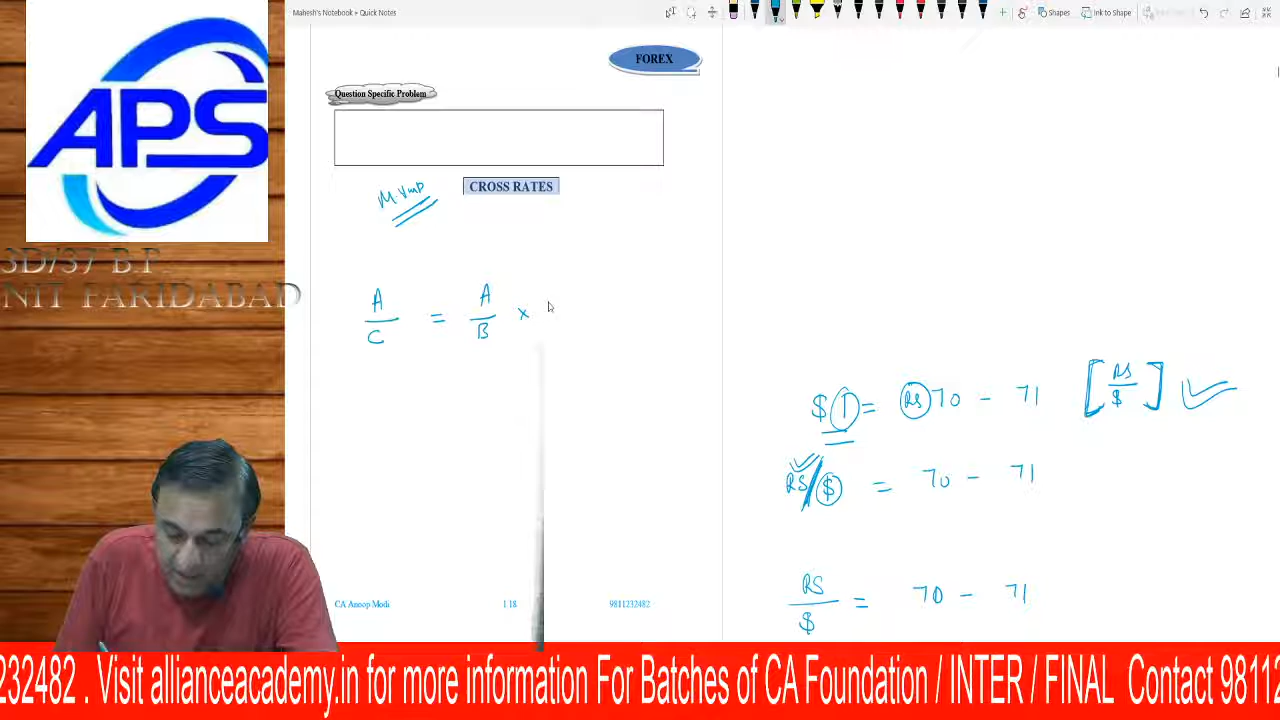 Mahesh's Notebook » Quick Notes
Shapes
Ink to Shape
APS
3D/37 B.P.
NIT FARIDABAD
FOREX
Question Specific Problem
M.Vimp
CROSS RATES
A/C = A/B ×
$ 1 = RS 70 - 71 [RS/$]
RS/$ = 70 - 71
RS/$ = 70 - 71
CA Anoop Modi
1.18
9811232482
232482 . Visit allianceacademy.in for more information For Batches of CA Foundation / INTER / FINAL Contact 9811